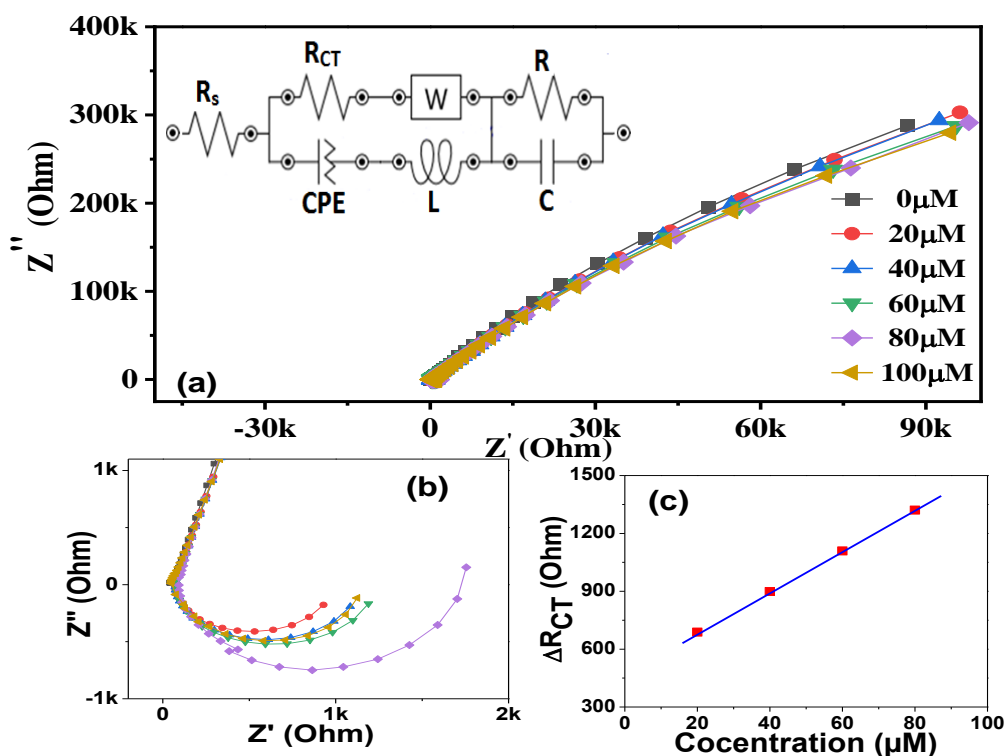 400k
300k
200k
100k
0
Z'' (Ohm)
R_S
R_CT
W
R
CPE
L
C
0µM
20µM
40µM
60µM
80µM
100µM
(a)
-30k
0
30k
60k
90k
Z' (Ohm)
1k
0
-1k
Z'' (Ohm)
(b)
0
1k
2k
Z' (Ohm)
1500
1200
900
600
300
ΔR_CT (Ohm)
(c)
0
20
40
60
80
100
Cocentration (µM)